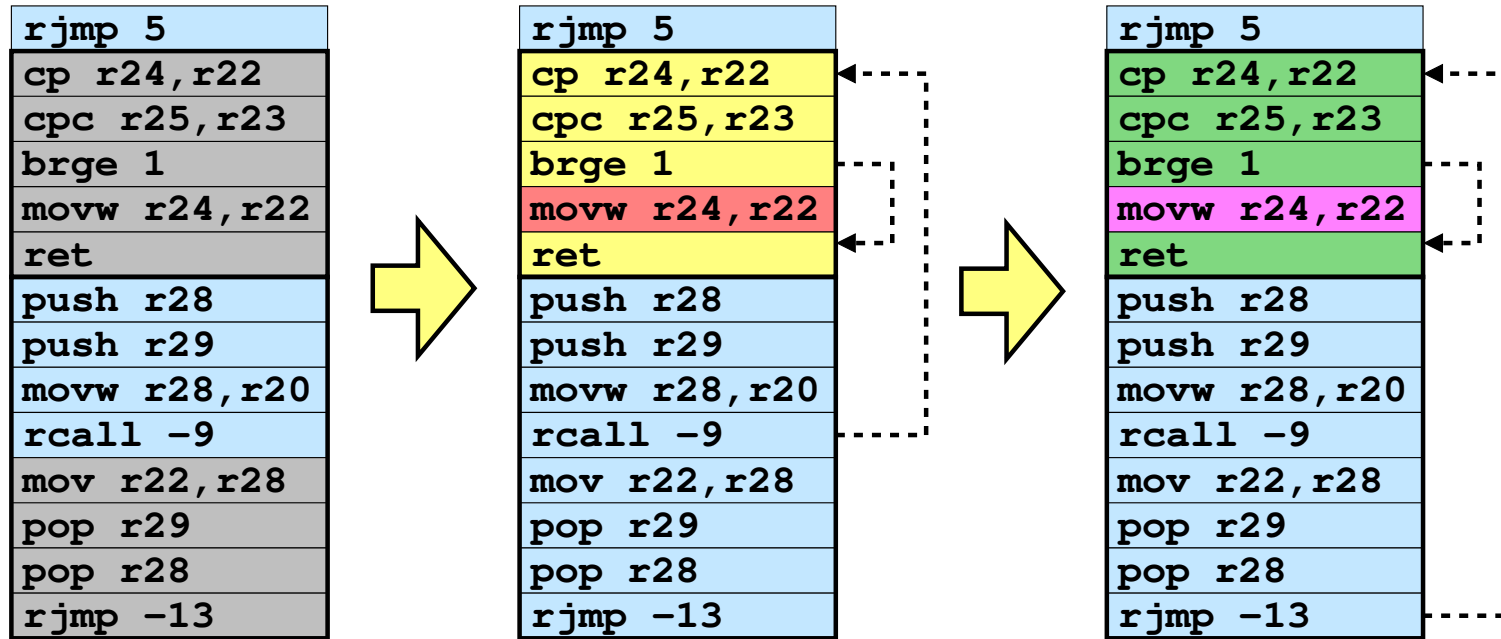 rjmp 5
cp r24,r22
cpc r25,r23
brge 1
movw r24,r22
ret
push r28
push r29
movw r28,r20
rcall −9
mov r22,r28
pop r29
pop r28
rjmp −13
rjmp 5
cp r24,r22
cpc r25,r23
brge 1
movw r24,r22
ret
push r28
push r29
movw r28,r20
rcall −9
mov r22,r28
pop r29
pop r28
rjmp −13
rjmp 5
cp r24,r22
cpc r25,r23
brge 1
movw r24,r22
ret
push r28
push r29
movw r28,r20
rcall −9
mov r22,r28
pop r29
pop r28
rjmp −13